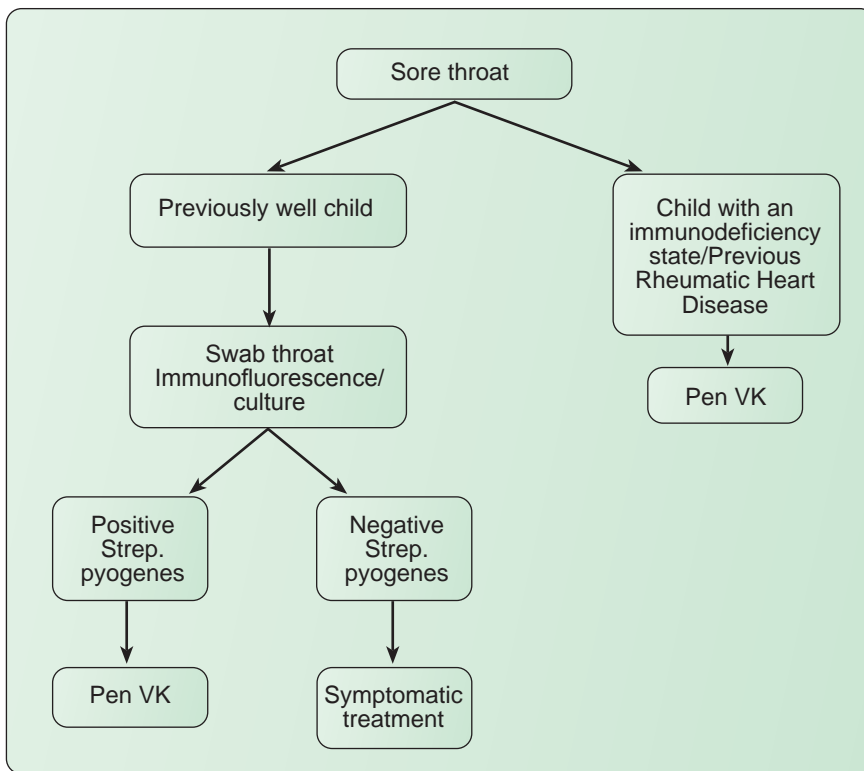 Sore throat
Previously well child
Child with an
immunodeficiency
state/Previous
Rheumatic Heart
Disease
Swab throat
Immunofluorescence/
culture
Pen VK
Positive
Strep.
pyogenes
Negative
Strep.
pyogenes
Pen VK
Symptomatic
treatment